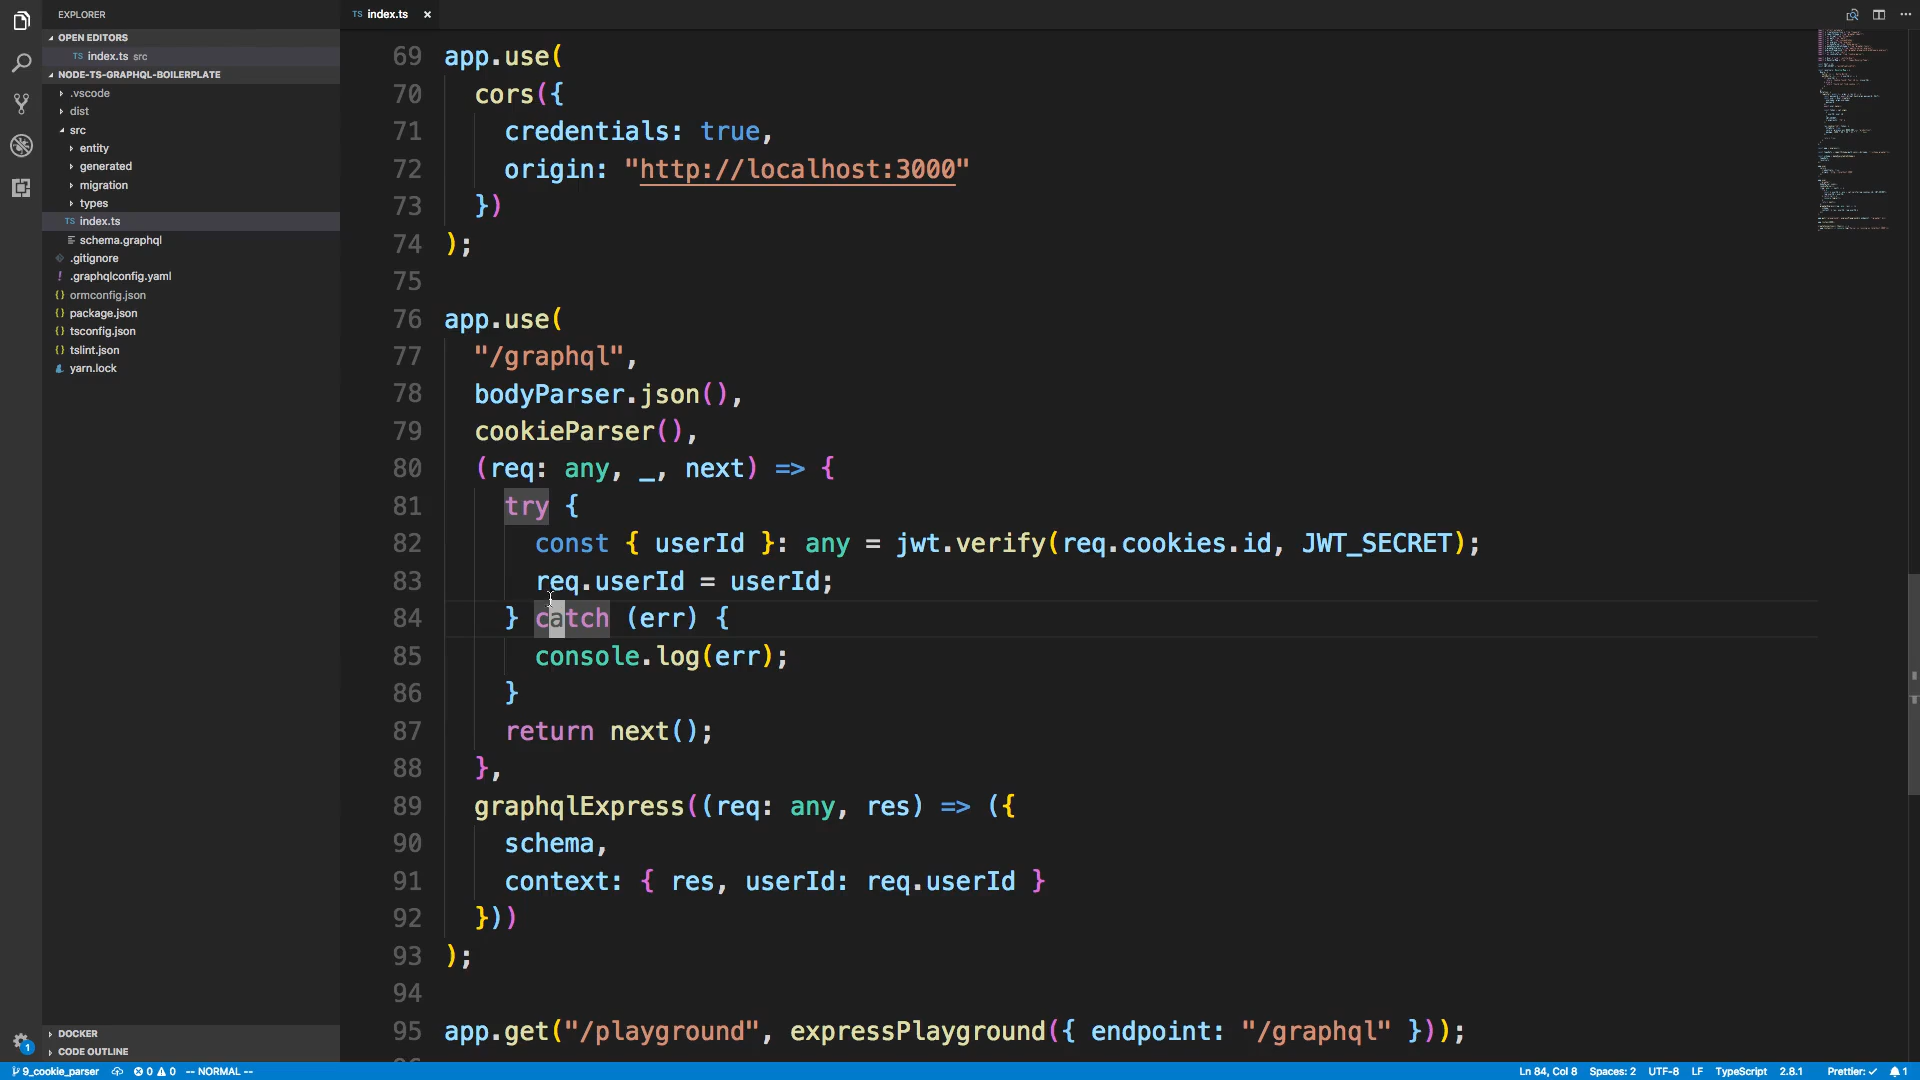 EXPLORER
OPEN EDITORS
TS index.ts src
NODE-TS-GRAPHQL-BOILERPLATE
.vscode
dist
src
entity
generated
migration
types
TS index.ts
schema.graphql
.gitignore
! .graphqlconfig.yaml
{} ormconfig.json
{} package.json
{} tsconfig.json
{} tslint.json
yarn.lock
DOCKER
CODE OUTLINE
1
TS index.ts ×
69 app.use(
70 cors({
71 credentials: true,
72 origin: "http://localhost:3000"
73 })
74 );
75
76 app.use(
77 "/graphql",
78 bodyParser.json(),
79 cookieParser(),
80 (req: any, _, next) => {
81 try {
82 const { userId }: any = jwt.verify(req.cookies.id, JWT_SECRET);
83 req.userId = userId;
84 } catch (err) {
85 console.log(err);
86 }
87 return next();
88 },
89 graphqlExpress((req: any, res) => ({
90 schema,
91 context: { res, userId: req.userId }
92 }))
93 );
94
95 app.get("/playground", expressPlayground({ endpoint: "/graphql" }));
9_cookie_parser 0 0 -- NORMAL -- Ln 84, Col 8 Spaces: 2 UTF-8 LF TypeScript 2.8.1 Prettier: ✓ 1